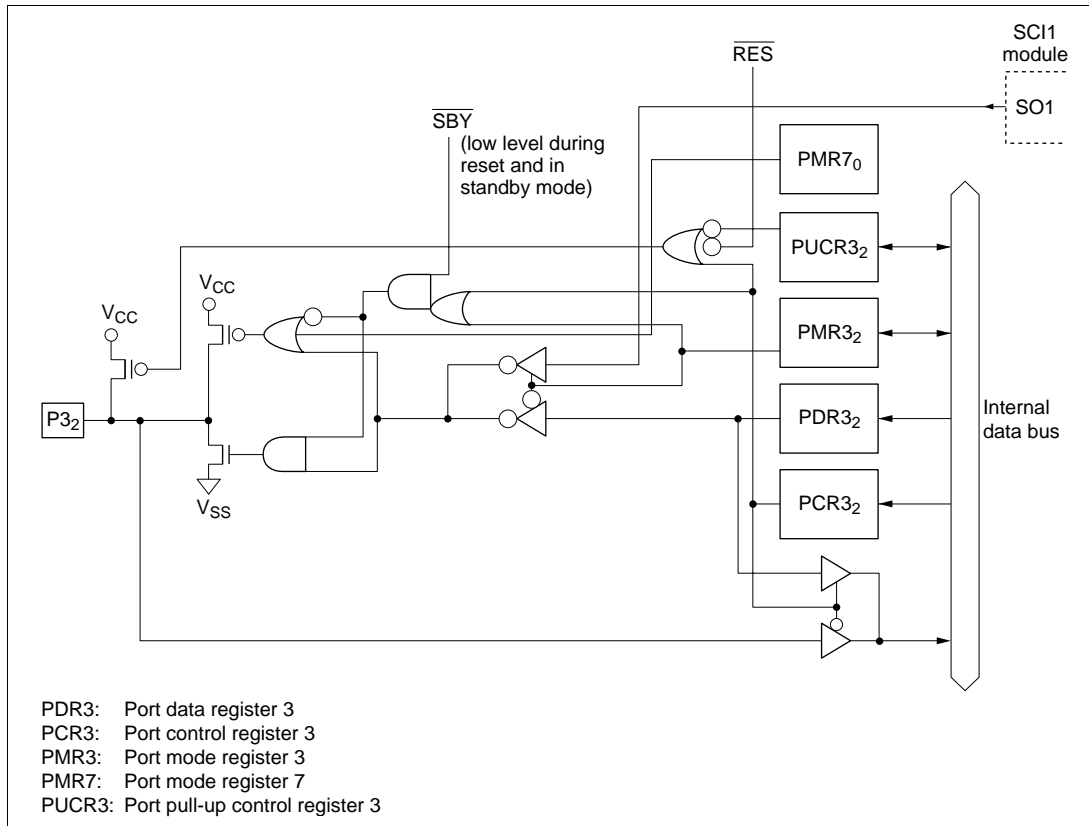 SCI1
module
RES
SO1
SBY
(low level during
reset and in
standby mode)
PMR7₀
PUCR3₂
VCC
VCC
PMR3₂
P3₂
PDR3₂
Internal
data bus
VSS
PCR3₂
PDR3: Port data register 3
PCR3: Port control register 3
PMR3: Port mode register 3
PMR7: Port mode register 7
PUCR3: Port pull-up control register 3